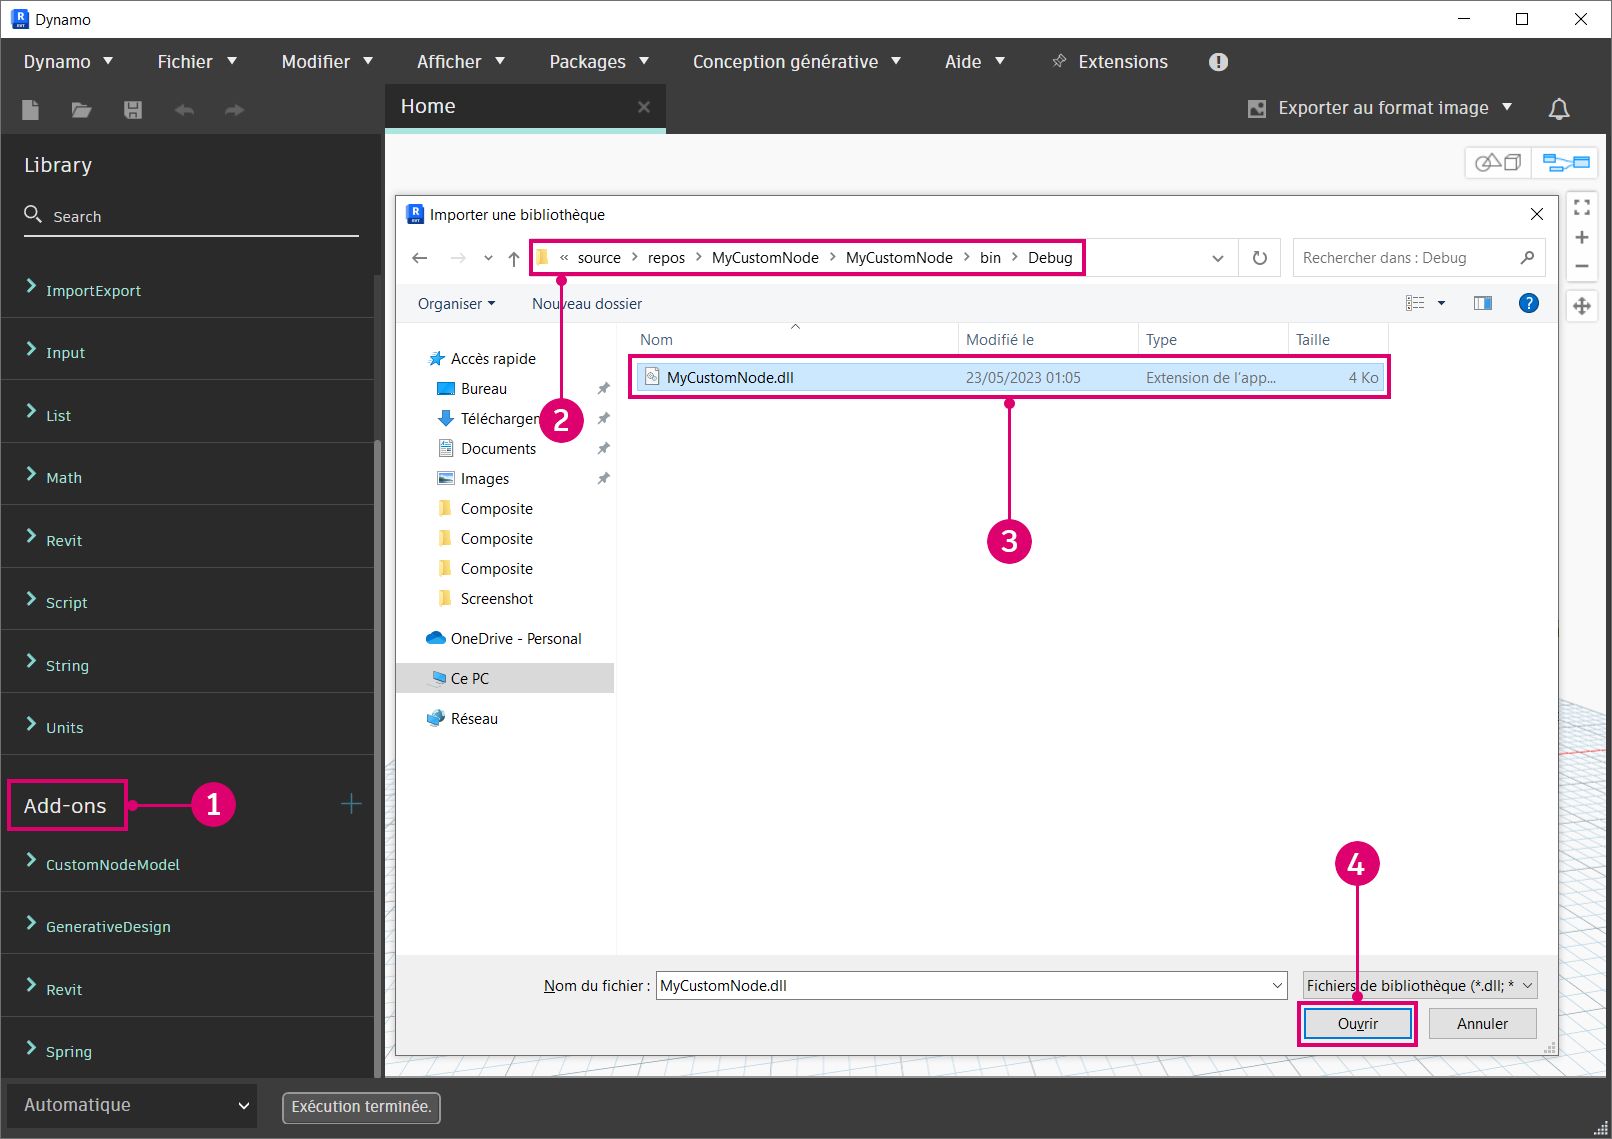 Dynamo
Dynamo Fichier Modifier Afficher Packages Conception générative Aide Extensions
Home
Exporter au format image
Library
Search
ImportExport
Input
List
Math
Revit
Script
String
Units
Add-ons
1
CustomNodeModel
GenerativeDesign
Revit
Spring
Importer une bibliothèque
« source > repos > MyCustomNode > MyCustomNode > bin > Debug
Rechercher dans : Debug
Organiser Nouveau dossier
Accès rapide
Bureau
Téléchargen
Documents
Images
Composite
Composite
Composite
Screenshot
OneDrive - Personal
Ce PC
Réseau
2
Nom Modifié le Type Taille
MyCustomNode.dll 23/05/2023 01:05 Extension de l'app... 4 Ko
3
4
Nom du fichier : MyCustomNode.dll Fichiers de bibliothèque (*.dll; *
Ouvrir Annuler
Automatique
Exécution terminée.